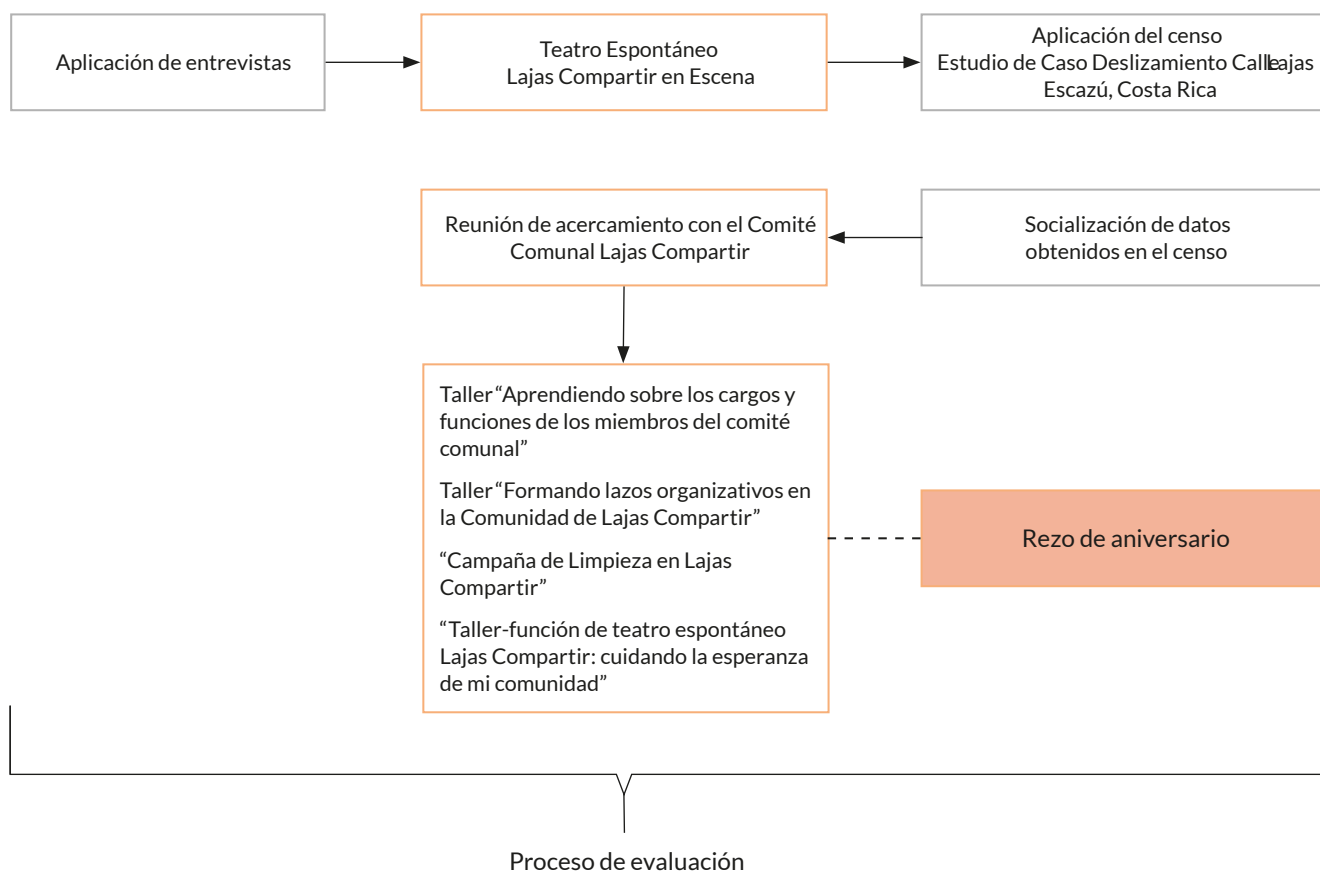 Aplicación de entrevistas
Teatro Espontáneo
Lajas Compartir en Escena
Aplicación del censo
Estudio de Caso Deslizamiento Calle Lajas
Escazú, Costa Rica
Reunión de acercamiento con el Comité
Comunal Lajas Compartir
Socialización de datos
obtenidos en el censo
Taller “Aprendiendo sobre los cargos y
funciones de los miembros del comité
comunal”
Taller “Formando lazos organizativos en
la Comunidad de Lajas Compartir”
“Campaña de Limpieza en Lajas
Compartir”
“Taller-función de teatro espontáneo
Lajas Compartir: cuidando la esperanza
de mi comunidad”
Rezo de aniversario
Proceso de evaluación